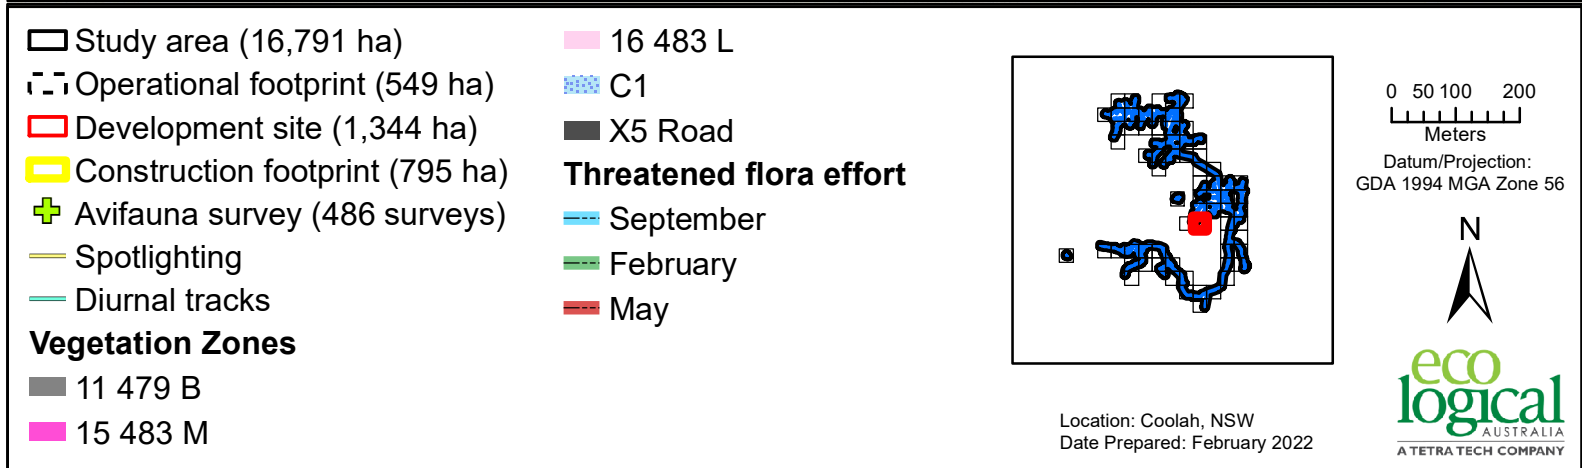 Study area (16,791 ha)
Operational footprint (549 ha)
Development site (1,344 ha)
Construction footprint (795 ha)
Avifauna survey (486 surveys)
Spotlighting
Diurnal tracks
Vegetation Zones
11 479 B
15 483 M
16 483 L
C1
X5 Road
Threatened flora effort
September
February
May
Location: Coolah, NSW
Date Prepared: February 2022
0 50 100 200
Meters
Datum/Projection:
GDA 1994 MGA Zone 56
N
eco
logical
AUSTRALIA
A TETRA TECH COMPANY